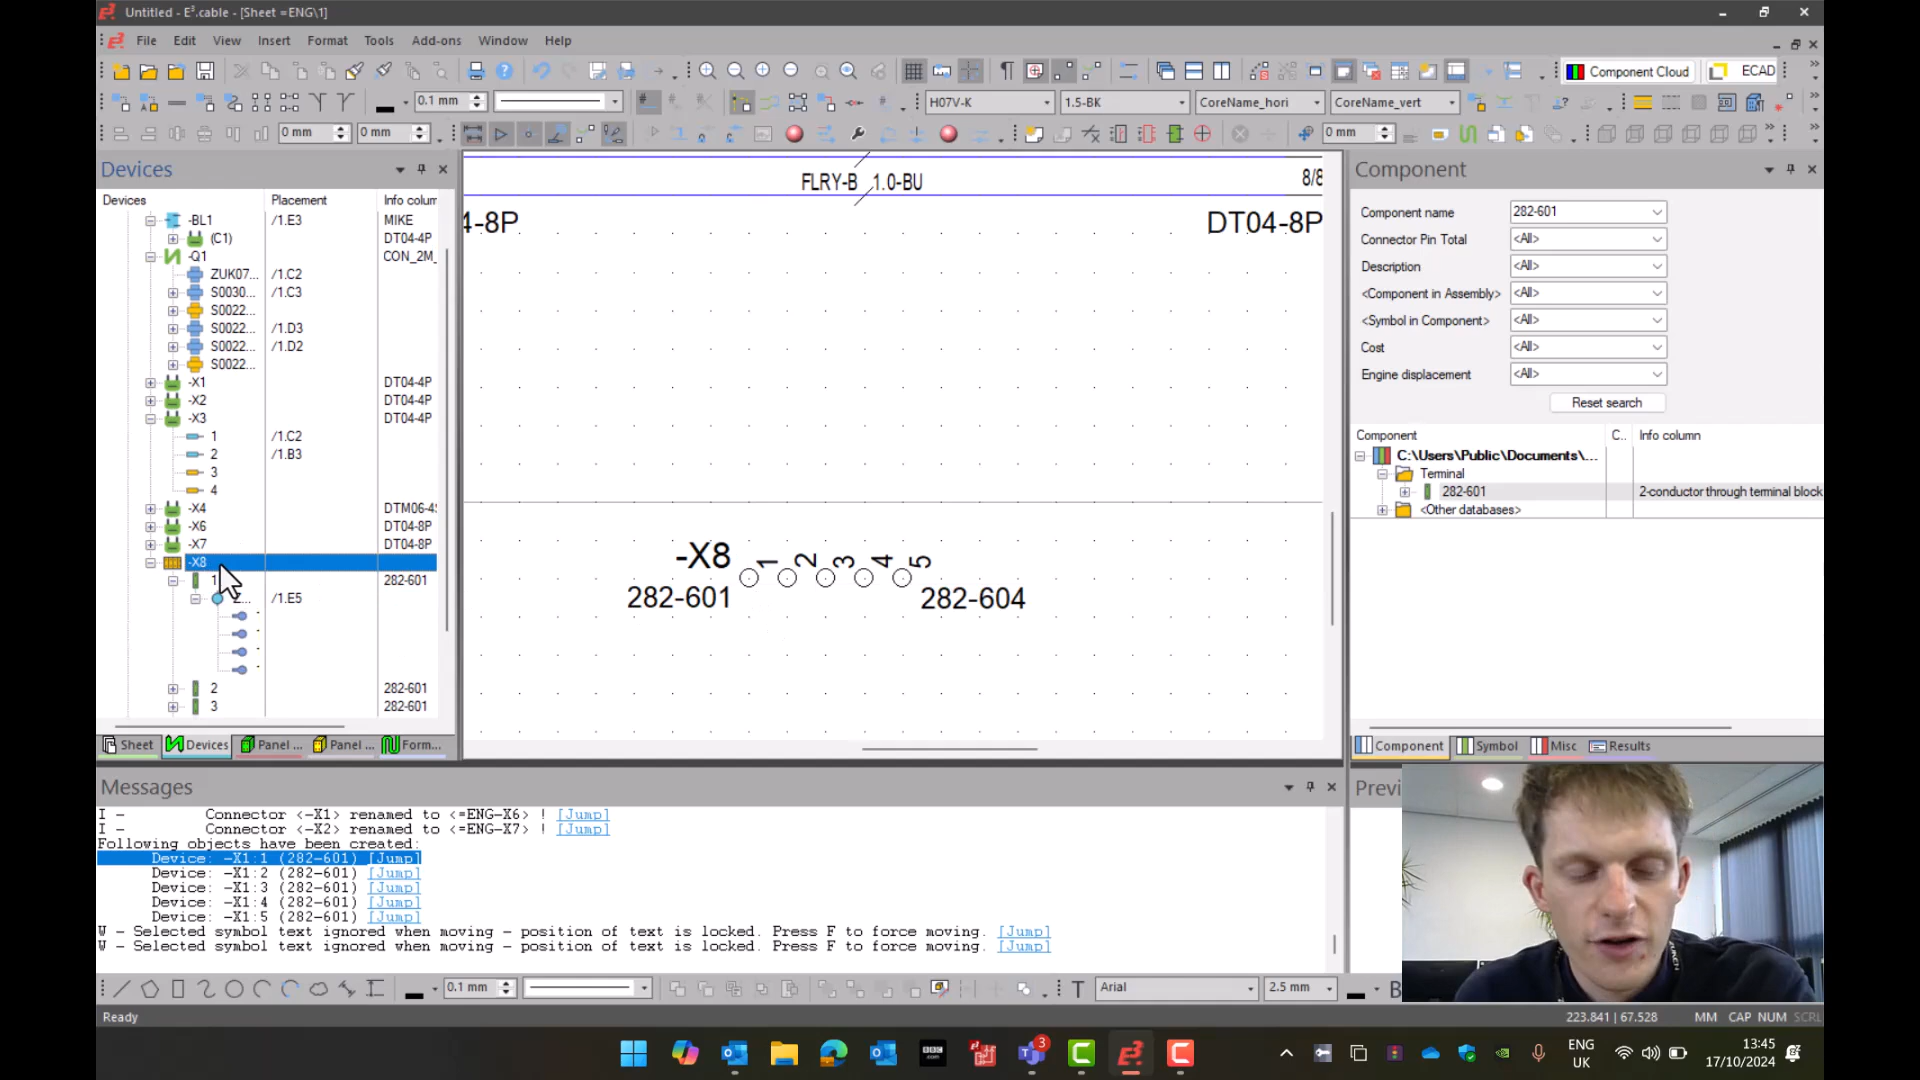 Untitled - E³.cable - [Sheet =ENG\1]
File Edit View Insert Format Tools Add-ons Window Help
Component Cloud ECAD
0.1 mm H07V-K 1.5-BK CoreName_hori CoreName_vert
0 mm 0 mm 0 mm
Devices
Devices Placement Info colum
-BL1 /1.E3 MIKE
(C1) DT04-4P
-Q1 CON_2M_
ZUK07... /1.C2
S0030... /1.C3
S0022...
S0022... /1.D3
S0022... /1.D2
S0022...
-X1 DT04-4P
-X2 DT04-4P
-X3 DT04-4P
1 /1.C2
2 /1.B3
3
4
-X4 DTM06-4S
-X6 DT04-8P
-X7 DT04-8P
-X8
1 282-601
/1.E5
2 282-601
3 282-601
Sheet Devices Panel ... Panel ... Form...
FLRY-B 1.0-BU 8/8
4-8P DT04-8P
-X8 1 2 3 4 5
282-601 282-604
Component
Component name 282-601
Connector Pin Total <All>
Description <All>
<Component in Assembly> <All>
<Symbol in Component> <All>
Cost <All>
Engine displacement <All>
Reset search
Component C.. Info column
C:\Users\Public\Documents\...
Terminal
282-601 2-conductor through terminal block
<Other databases>
Component Symbol Misc Results
Messages
I - Connector <-X1> renamed to <=ENG-X6> ! [Jump]
I - Connector <-X2> renamed to <=ENG-X7> ! [Jump]
Following objects have been created:
Device: -X1:1 (282-601) [Jump]
Device: -X1:2 (282-601) [Jump]
Device: -X1:3 (282-601) [Jump]
Device: -X1:4 (282-601) [Jump]
Device: -X1:5 (282-601) [Jump]
W - Selected symbol text ignored when moving - position of text is locked. Press F to force moving. [Jump]
W - Selected symbol text ignored when moving - position of text is locked. Press F to force moving. [Jump]
Previ
0.1 mm T Arial 2.5 mm B
Ready 223.841 | 67.528 MM CAP NUM SCRL
3 ENG UK 13:45 17/10/2024